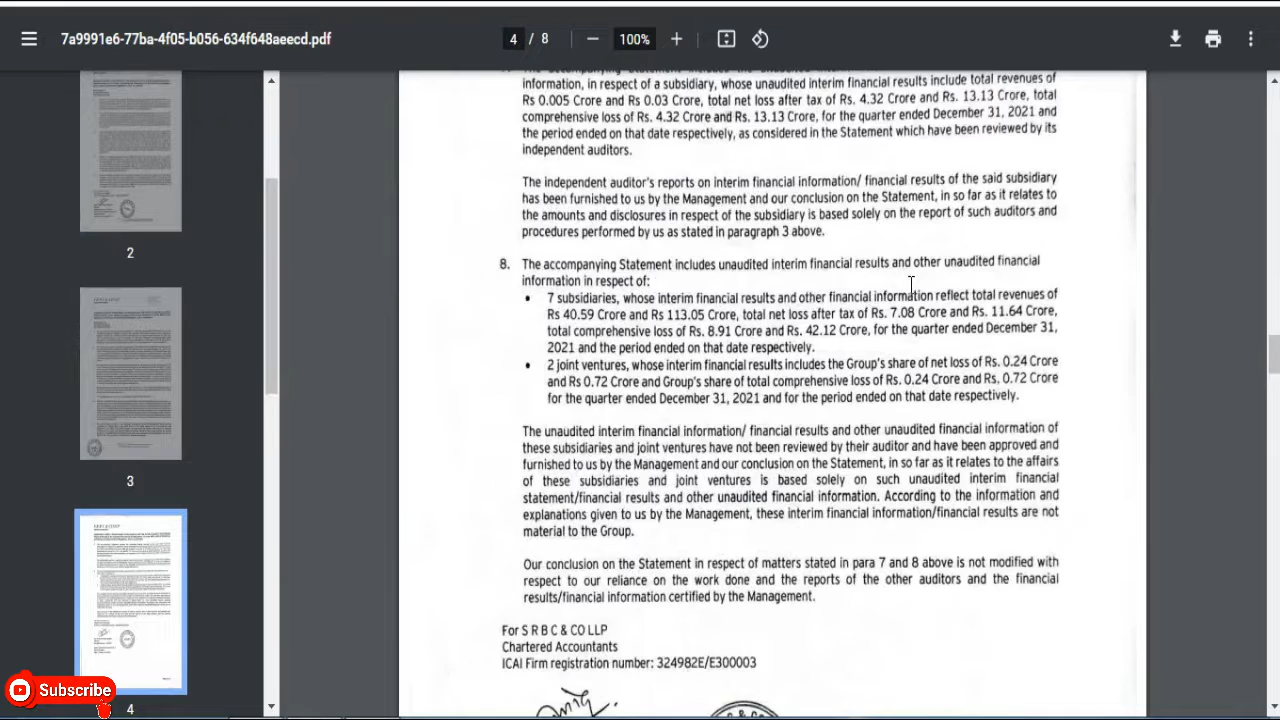 7a9991e6-77ba-4f05-b056-634f648aeecd.pdf
4 / 8
100%
information, in respect of a subsidiary, whose unaudited interim financial results include total revenues of
Rs 0.005 Crore and Rs 0.03 Crore, total net loss after tax of Rs. 4.32 Crore and Rs. 13.13 Crore, total
comprehensive loss of Rs. 4.32 Crore and Rs. 13.13 Crore, for the quarter ended December 31, 2021 and
the period ended on that date respectively, as considered in the Statement which have been reviewed by its
independent auditors.
The independent auditor's reports on interim financial information/ financial results of the said subsidiary
has been furnished to us by the Management and our conclusion on the Statement, in so far as it relates to
the amounts and disclosures in respect of the subsidiary is based solely on the report of such auditors and
procedures performed by us as stated in paragraph 3 above.
8. The accompanying Statement includes unaudited interim financial results and other unaudited financial
information in respect of:
• 7 subsidiaries, whose interim financial results and other financial information reflect total revenues of
Rs 40.59 Crore and Rs 113.05 Crore, total net loss after tax of Rs. 7.08 Crore and Rs. 11.64 Crore,
total comprehensive loss of Rs. 8.91 Crore and Rs. 42.12 Crore, for the quarter ended December 31,
2021 and the period ended on that date respectively.
• 2 joint ventures, whose interim financial results includes the Group's share of net loss of Rs. 0.24 Crore
and Rs 0.72 Crore and Group's share of total comprehensive loss of Rs. 0.24 Crore and Rs. 0.72 Crore
for the quarter ended December 31, 2021 and for the period ended on that date respectively.
The unaudited interim financial information/ financial results and other unaudited financial information of
these subsidiaries and joint ventures have not been reviewed by their auditor and have been approved and
furnished to us by the Management and our conclusion on the Statement, in so far as it relates to the affairs
of these subsidiaries and joint ventures is based solely on such unaudited interim financial
statement/financial results and other unaudited financial information. According to the information and
explanations given to us by the Management, these interim financial information/financial results are not
material to the Group.
Our conclusion on the Statement in respect of matters stated in para 7 and 8 above is not modified with
respect to our reliance on the work done and the reports of the other auditors and the financial
results/financial information certified by the Management.
For S R B C & CO LLP
Chartered Accountants
ICAI Firm registration number: 324982E/E300003
2
3
4
Subscribe